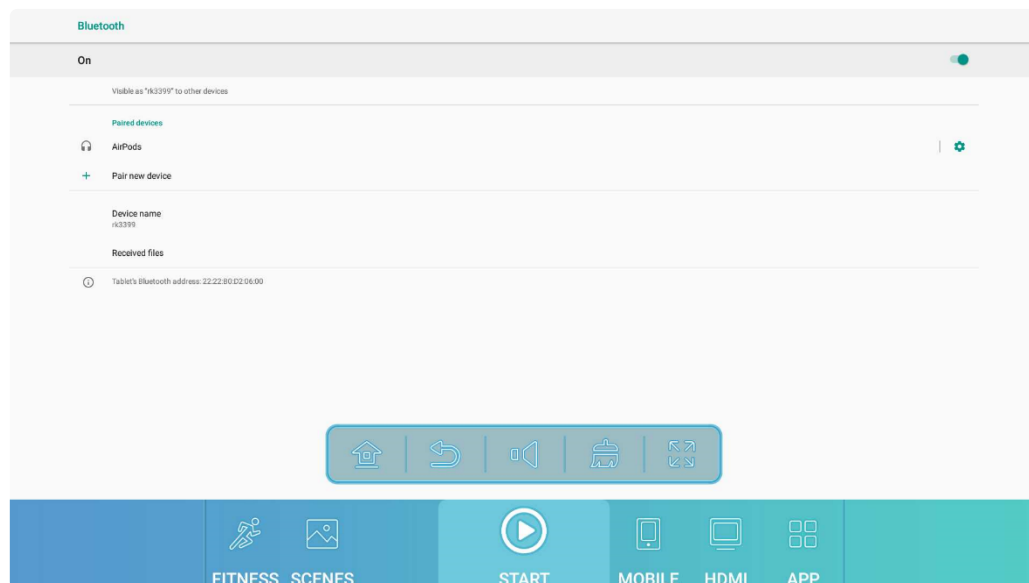 Bluetooth
On
Visible as "rk3399" to other devices
Paired devices
AirPods
Pair new device
Device name
rk3399
Received files
Tablet's Bluetooth address: 22:22:B0:D2:06:00
FITNESS SCENES START MOBILE HDMI APP